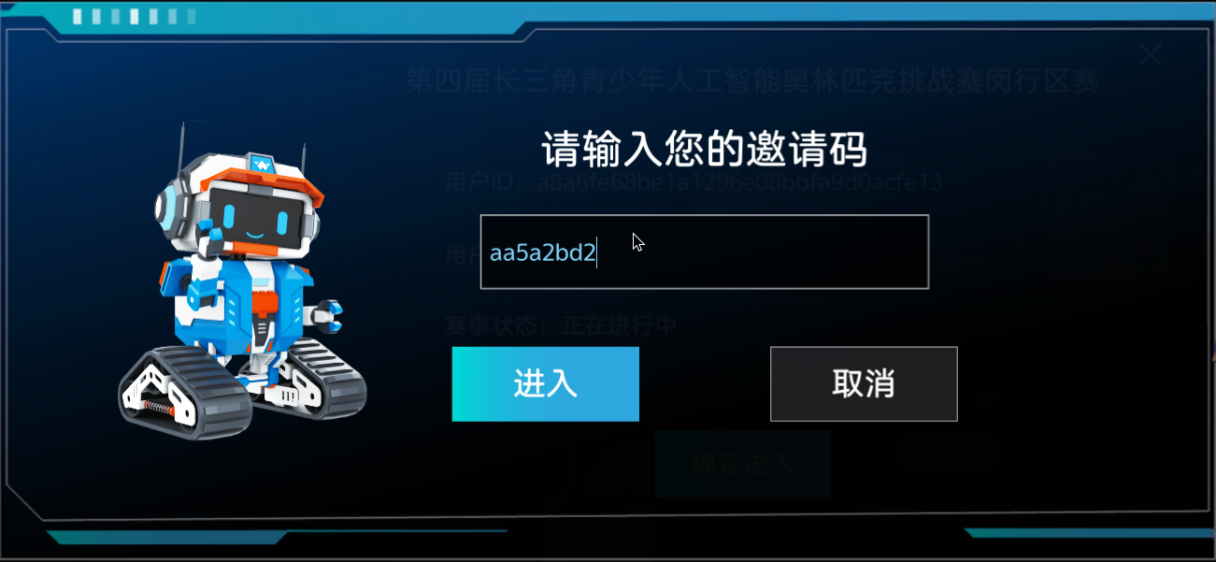 第四届长三角青少年人工智能奥林匹克挑战赛闵行区赛
请输入您的邀请码
用户ID：a8a6fe68be1a1296e08bbfa9d0acfe13
aa5a2bd2
赛事状态：正在进行中
进入
取消
确定进入